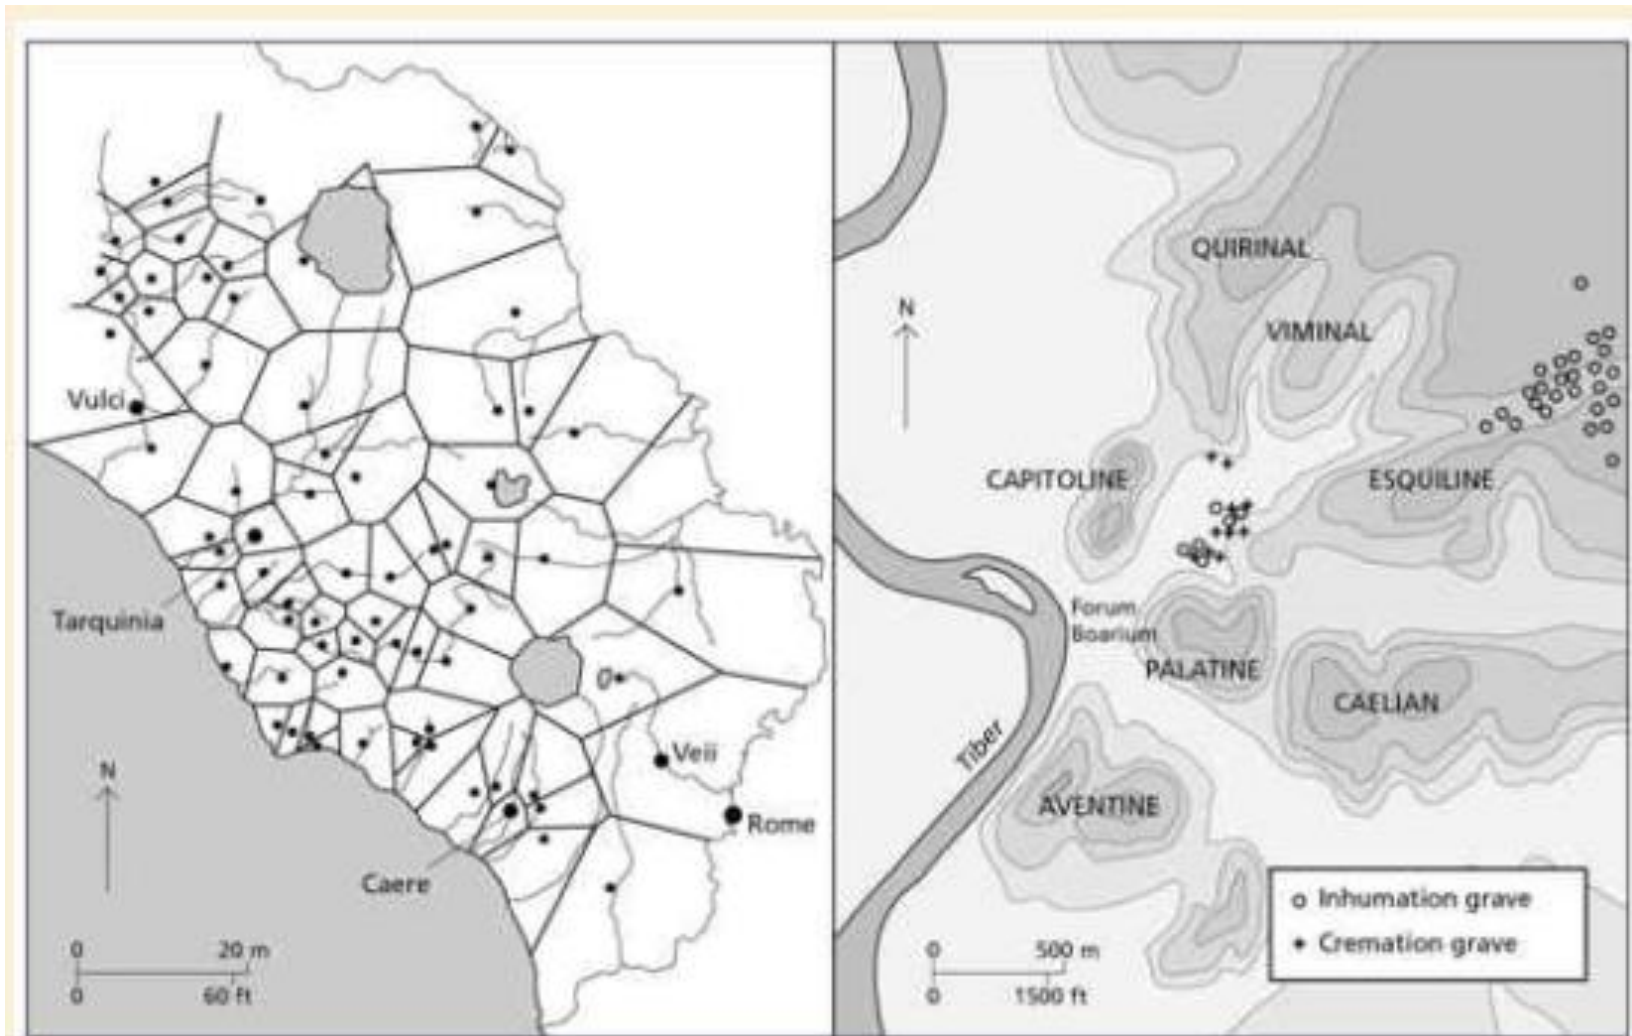 Vulci
Tarquinia
Veii
Rome
Caere
N
0 20 m
0 60 ft
QUIRINAL
N
VIMINAL
CAPITOLINE
ESQUILINE
Forum
Boarium
PALATINE
CAELIAN
Tiber
AVENTINE
0 500 m
0 1500 ft
Inhumation grave
Cremation grave